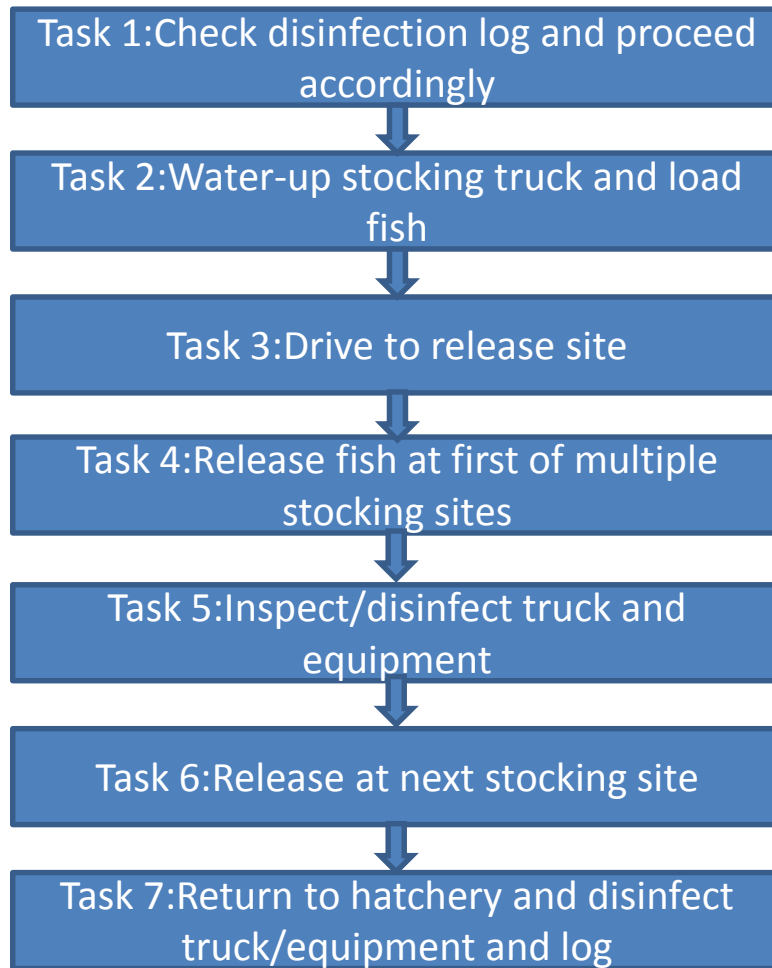 Task 1:Check disinfection log and proceed
accordingly
Task 2:Water-up stocking truck and load
fish
Task 3:Drive to release site
Task 4:Release fish at first of multiple
stocking sites
Task 5:Inspect/disinfect truck and
equipment
Task 6:Release at next stocking site
Task 7:Return to hatchery and disinfect
truck/equipment and log